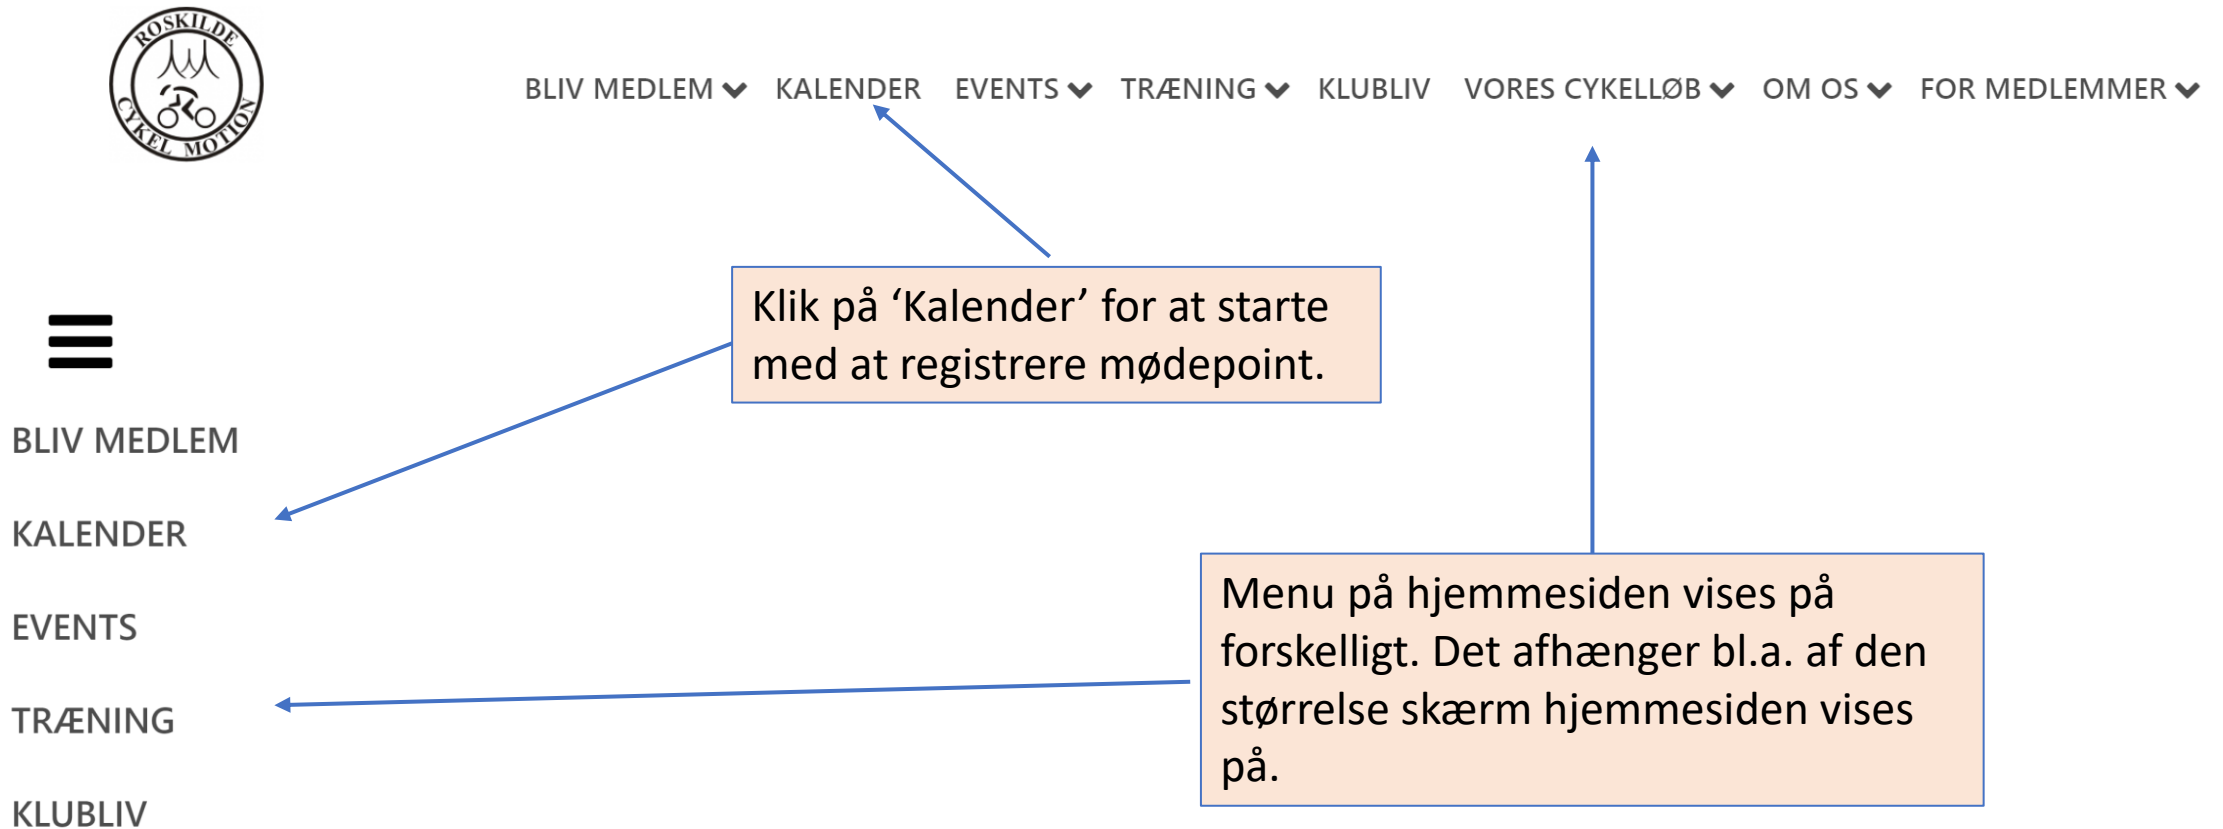 ROSKILDE
CYKEL MOTION
BLIV MEDLEM KALENDER EVENTS TRÆNING KLUBLIV VORES CYKELLØB OM OS FOR MEDLEMMER
Klik på ‘Kalender’ for at starte
med at registrere mødepoint.
BLIV MEDLEM
KALENDER
EVENTS
TRÆNING
KLUBLIV
Menu på hjemmesiden vises på
forskelligt. Det afhænger bl.a. af den
størrelse skærm hjemmesiden vises
på.